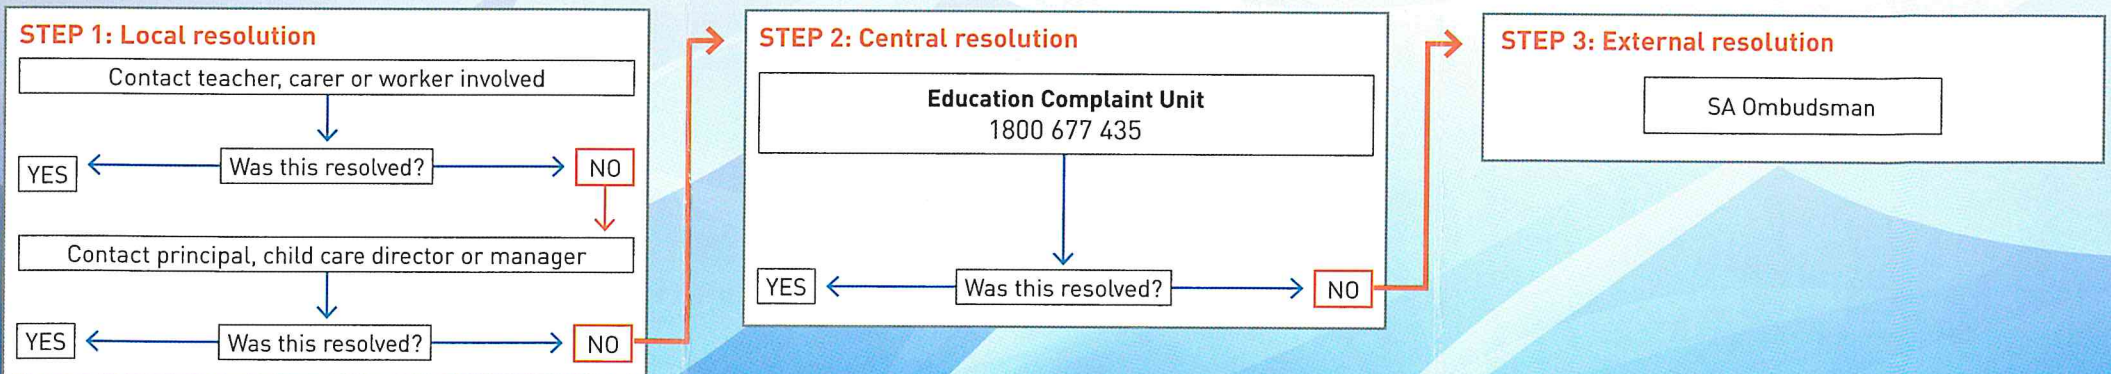 STEP 1: Local resolution
Contact teacher, carer or worker involved
YES
Was this resolved?
NO
Contact principal, child care director or manager
YES
Was this resolved?
NO
STEP 2: Central resolution
Education Complaint Unit
1800 677 435
YES
Was this resolved?
NO
STEP 3: External resolution
SA Ombudsman